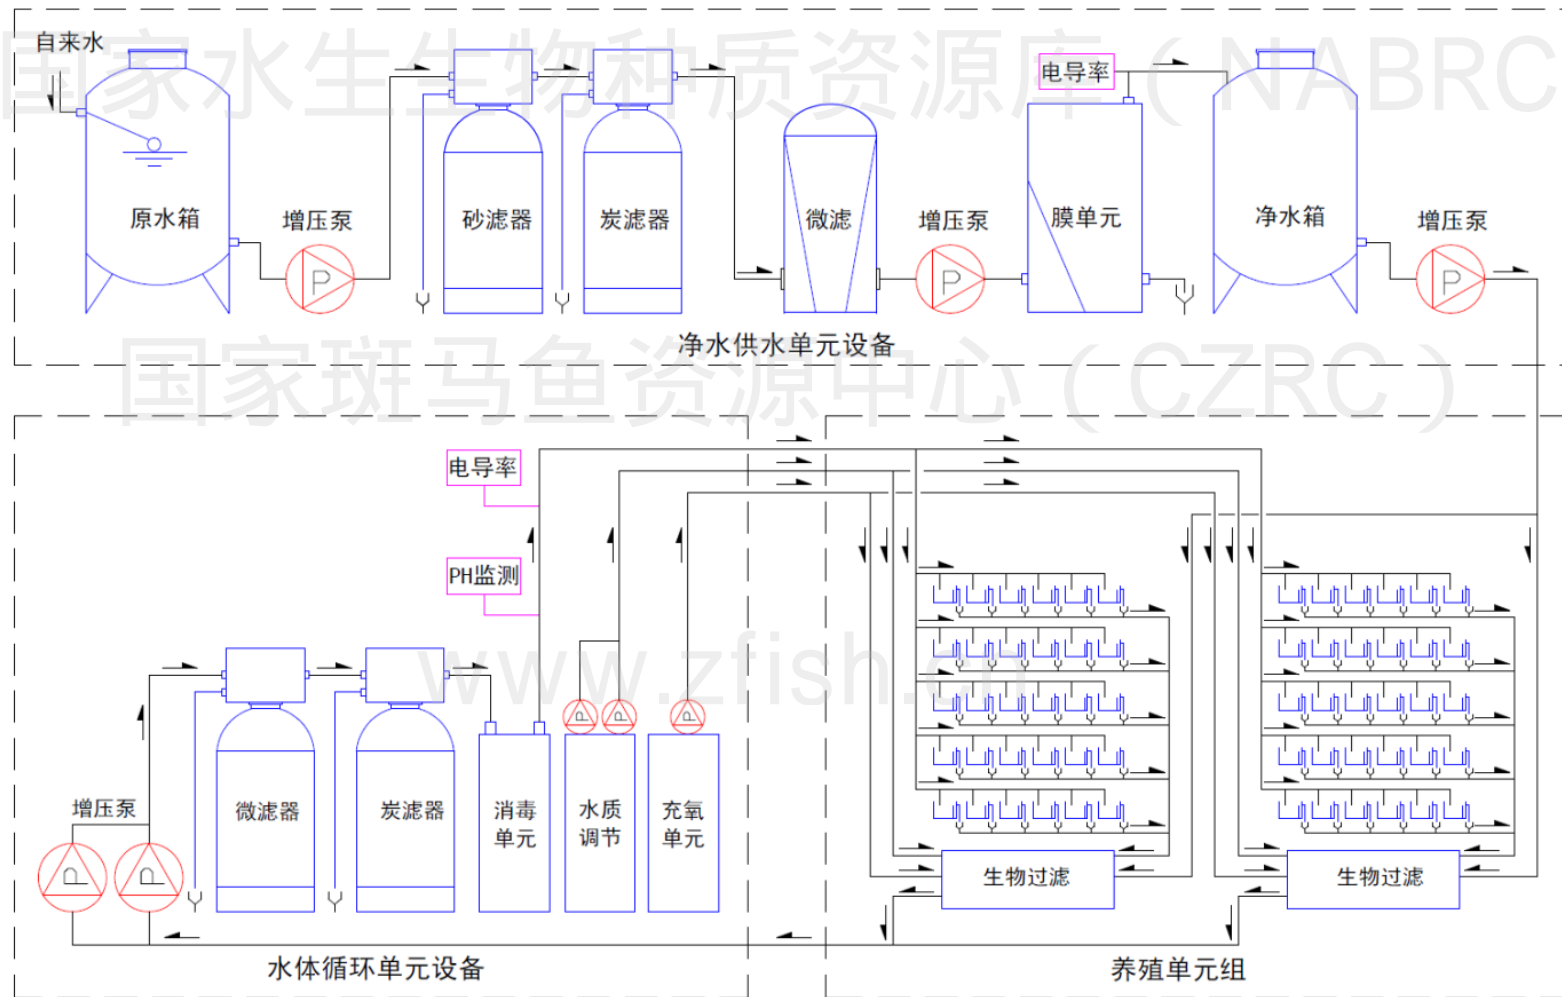 国家水生生物种质资源库（NABRC
自来水
电导率
原水箱
增压泵
砂滤器
炭滤器
微滤
增压泵
膜单元
净水箱
增压泵
P
P
P
净水供水单元设备
国家斑马鱼资源中心（CZRC）
电导率
PH监测
www.zfish.cn
P
P
P
增压泵
微滤器
炭滤器
消毒
单元
水质
调节
充氧
单元
P
P
生物过滤
生物过滤
水体循环单元设备
养殖单元组